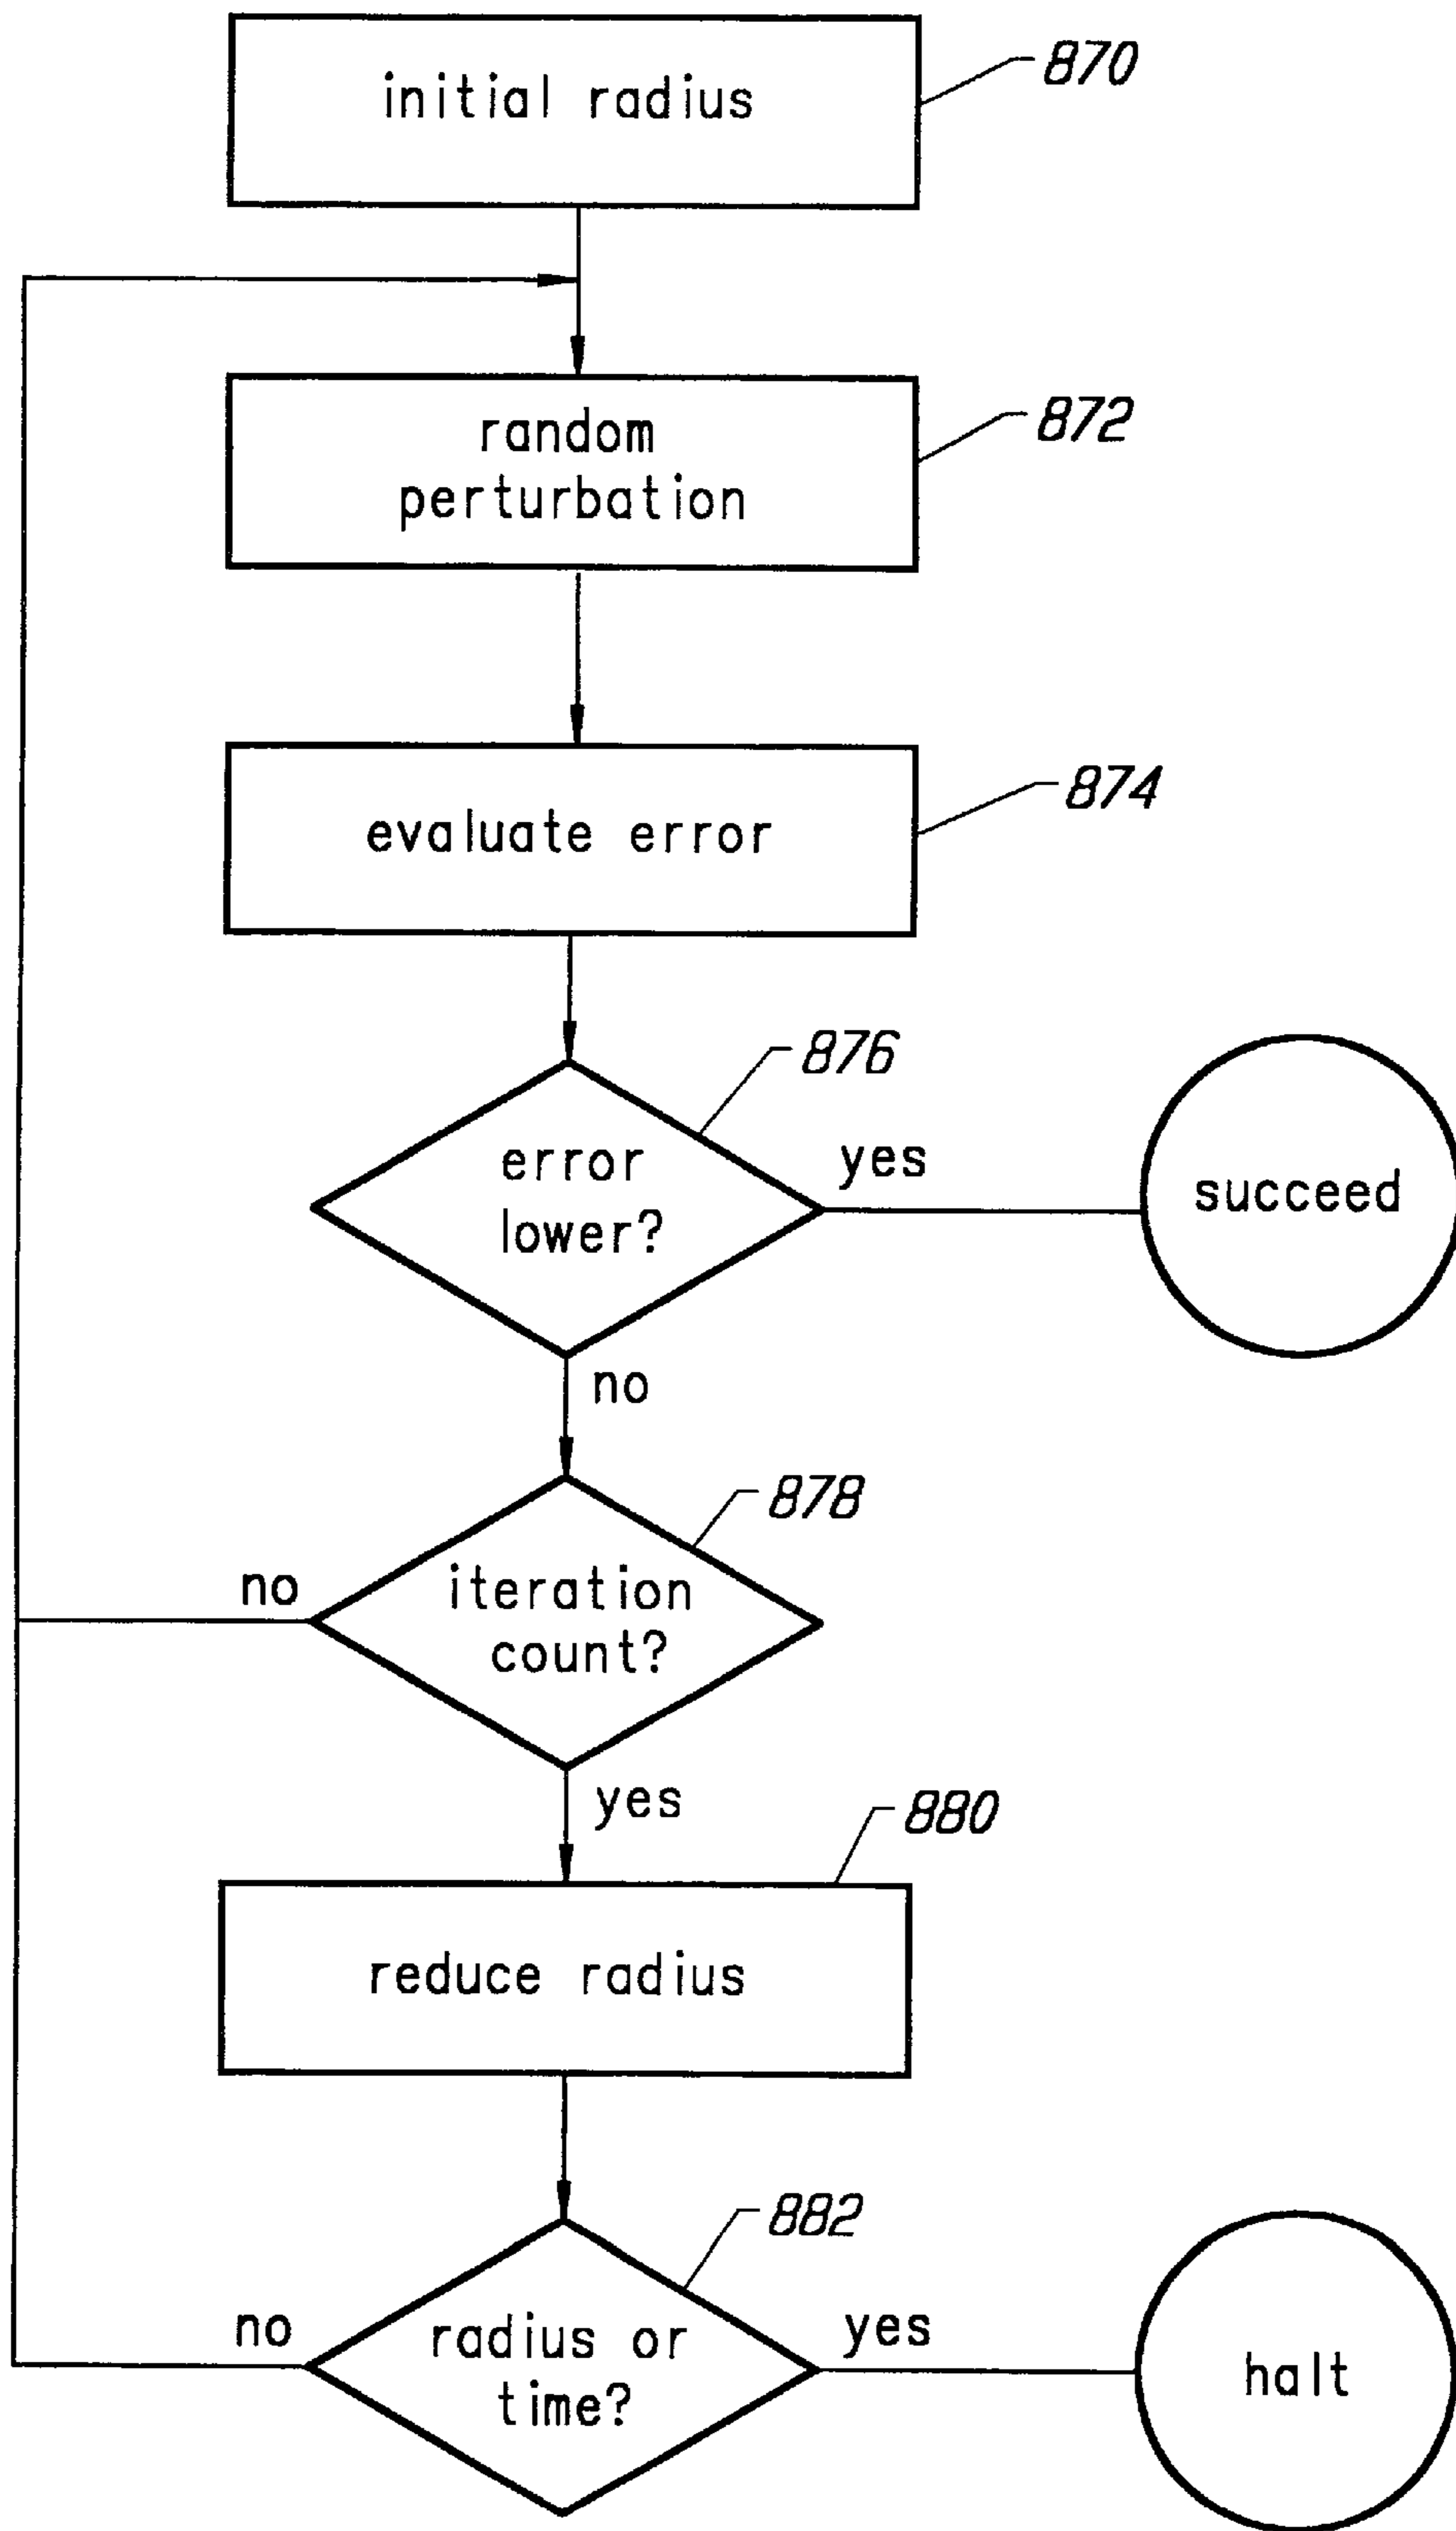 initial radius
870
random
perturbation
872
evaluate error
874
876
error
lower?
yes
succeed
no
878
no
iteration
count?
yes
880
reduce radius
882
no
radius or
time?
yes
halt